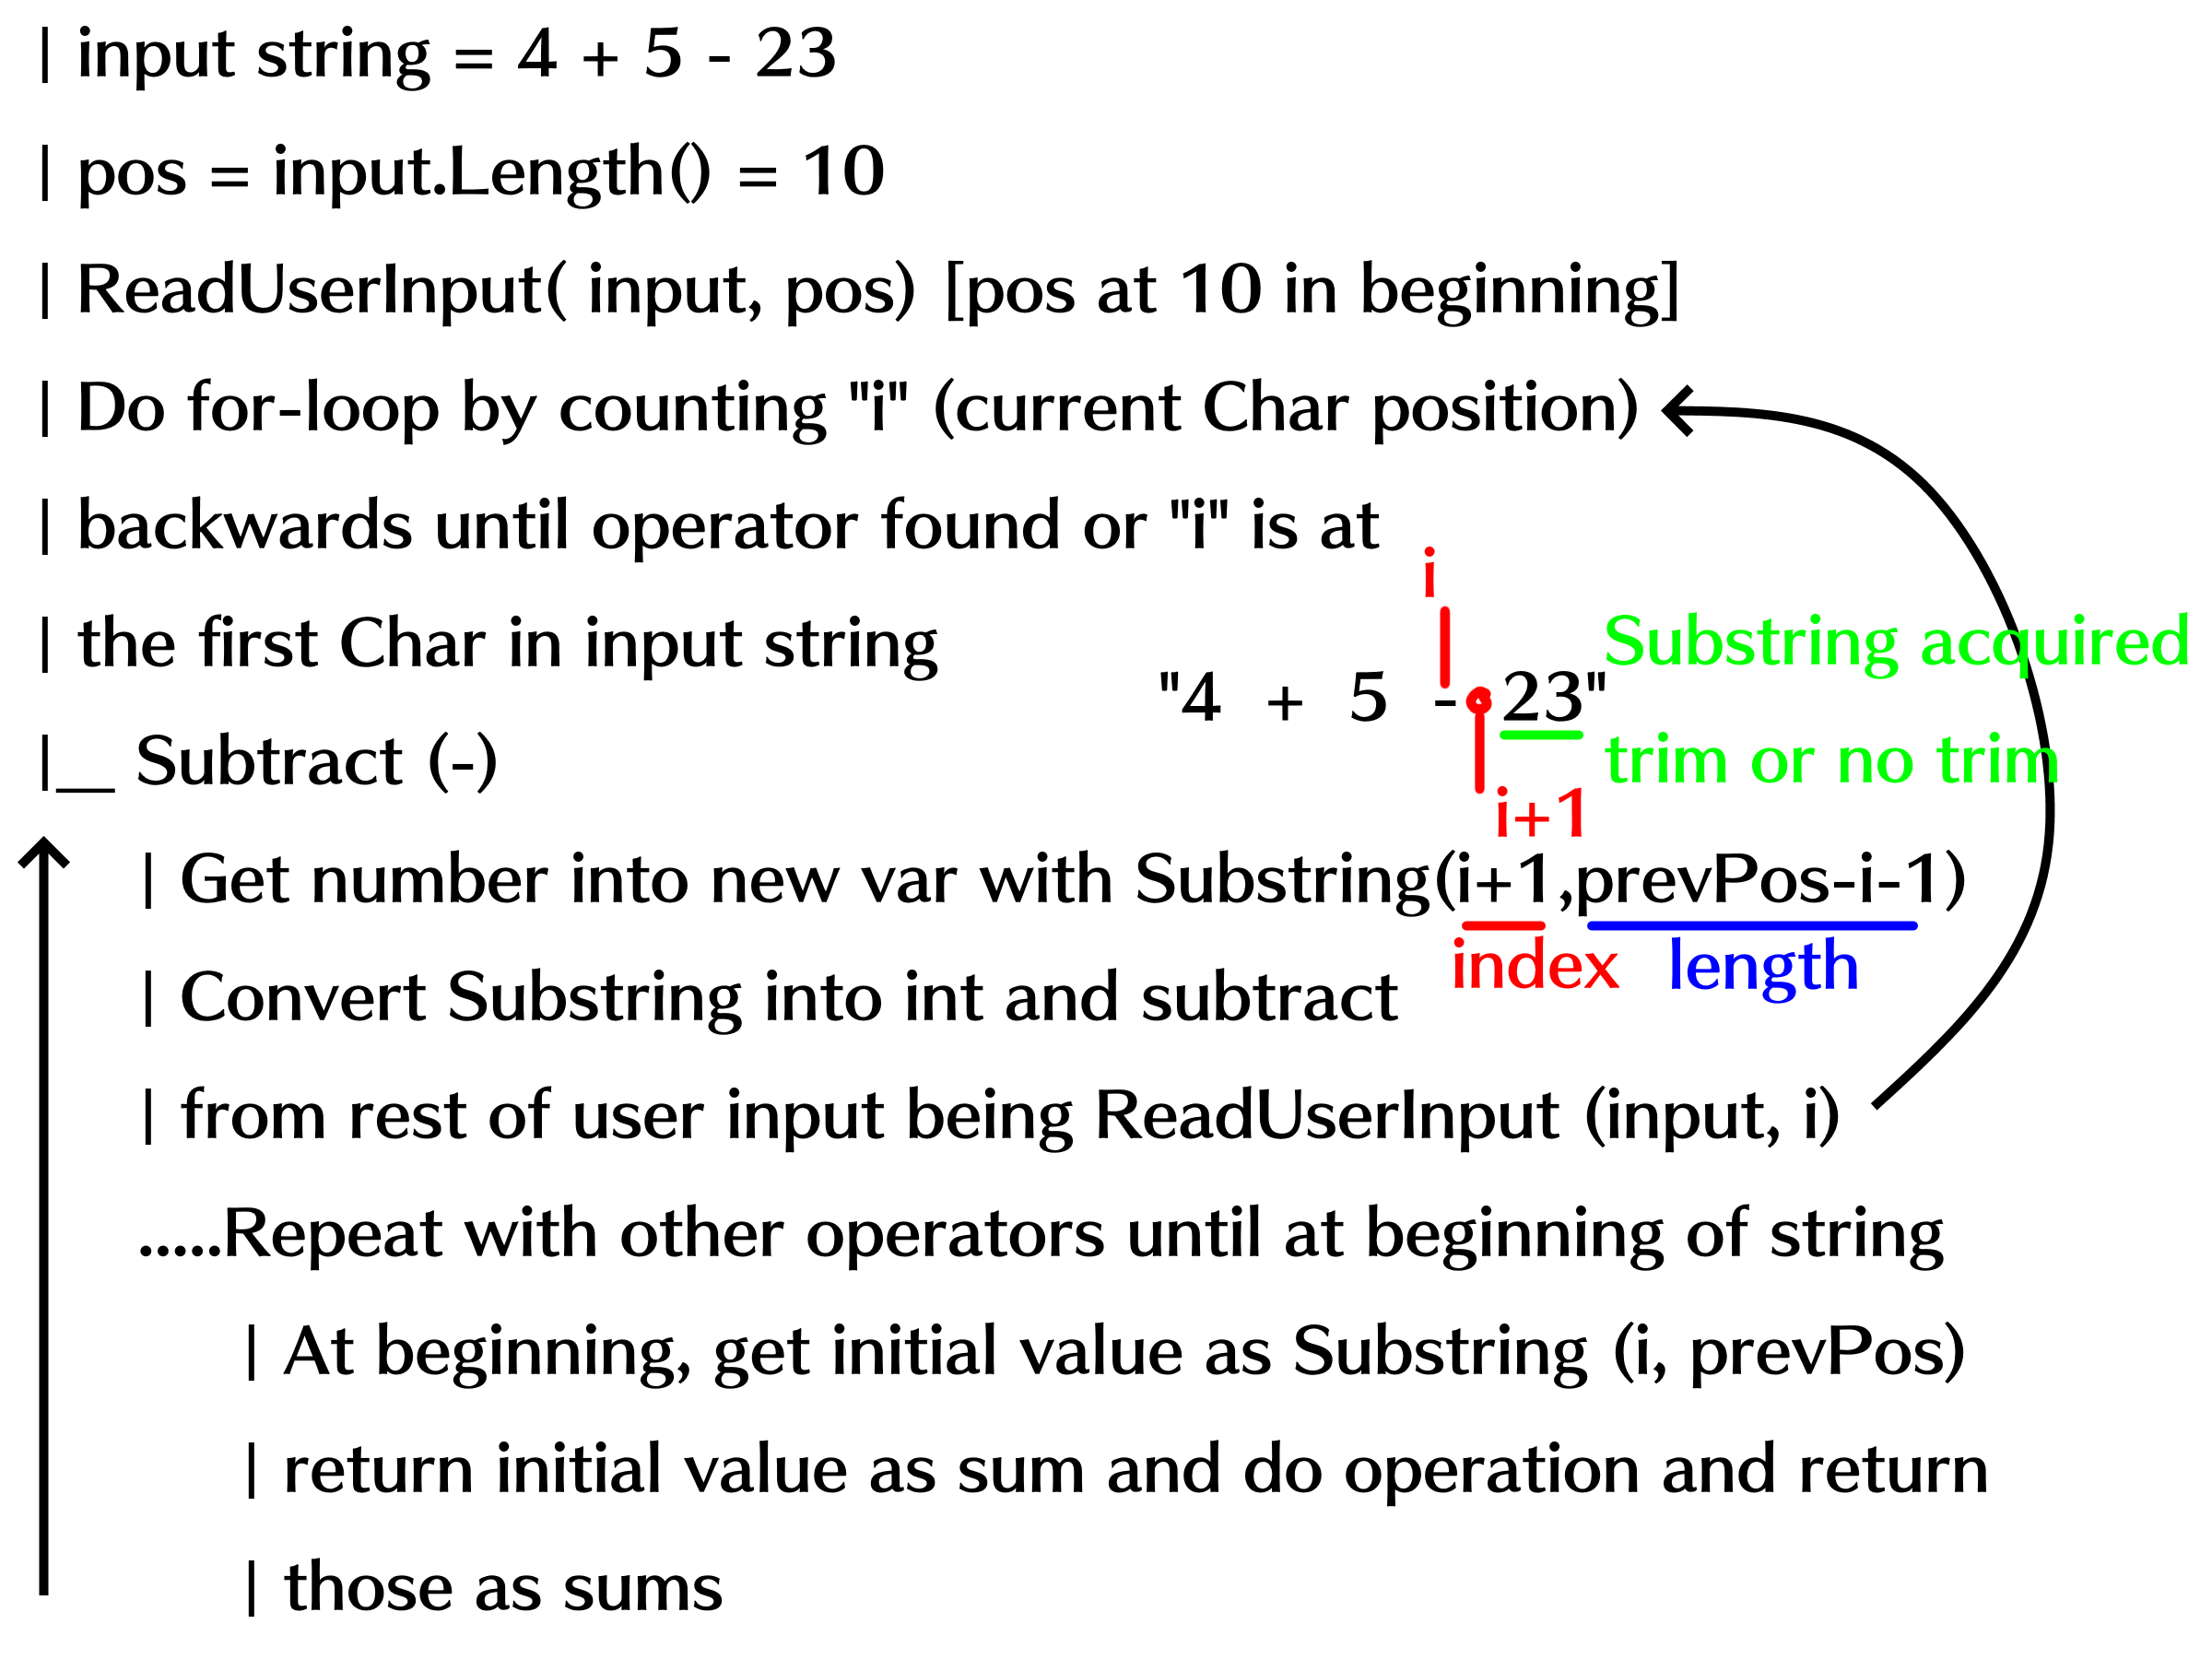 | input string = 4 + 5 - 23
| pos = input.Length() = 10
| ReadUserInput( input, pos) [pos at 10 in beginning]
| Do for-loop by counting "i" (current Char position)
| backwards until operator found or "i" is at
i
| the first Char in input string
Substring acquired
"4 + 5 - 23"
|__ Subtract (-)
trim or no trim
i+1
| Get number into new var with Substring(i+1,prevPos-i-1)
index length
| Convert Substring into int and subtract
| from rest of user input being ReadUserInput (input, i)
.....Repeat with other operators until at beginning of string
| At beginning, get initial value as Substring (i, prevPos)
| return initial value as sum and do operation and return
| those as sums